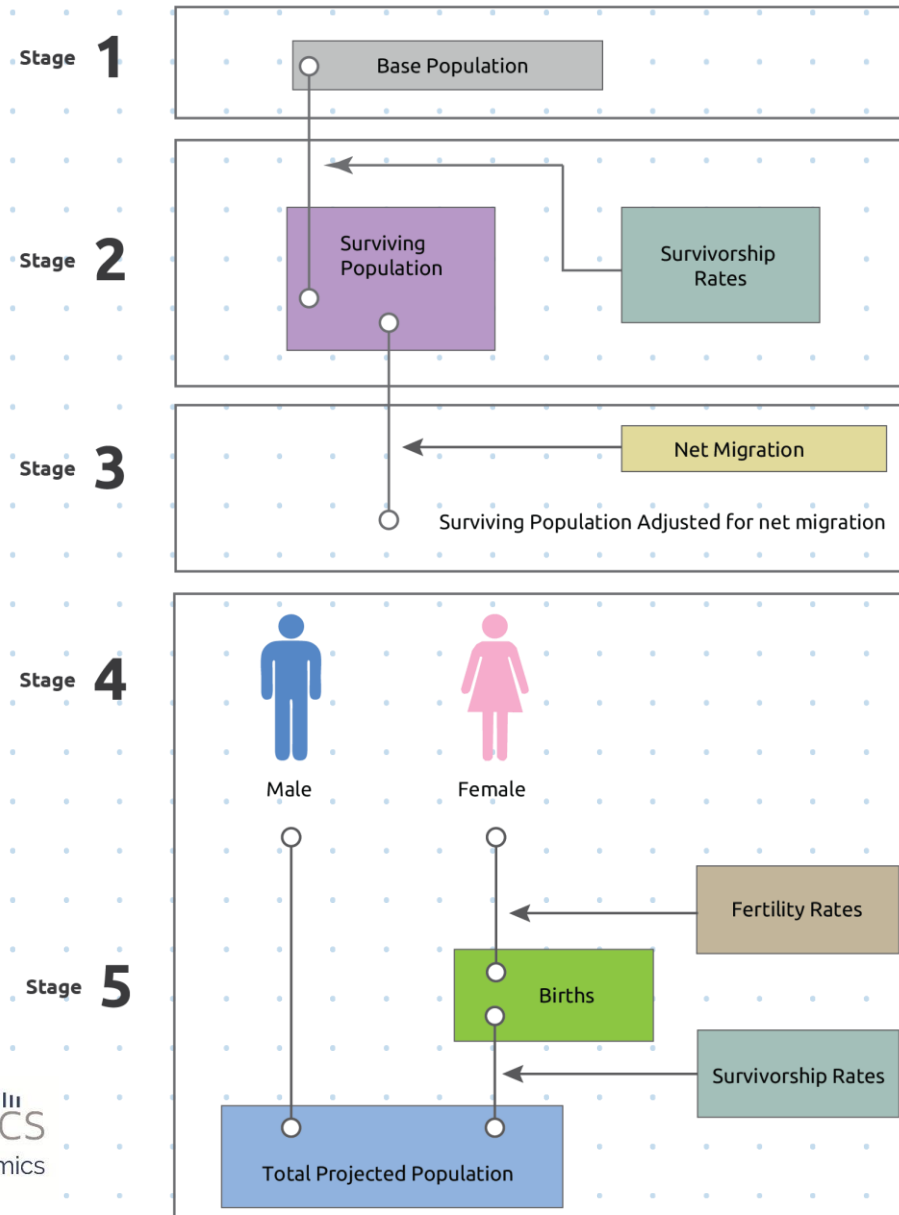 Stage 1
Base Population
Stage 2
Surviving
Population
Survivorship
Rates
Stage 3
Net Migration
Surviving Population Adjusted for net migration
Stage 4
Male
Female
Fertility Rates
Stage 5
Births
Survivorship Rates
Total Projected Population